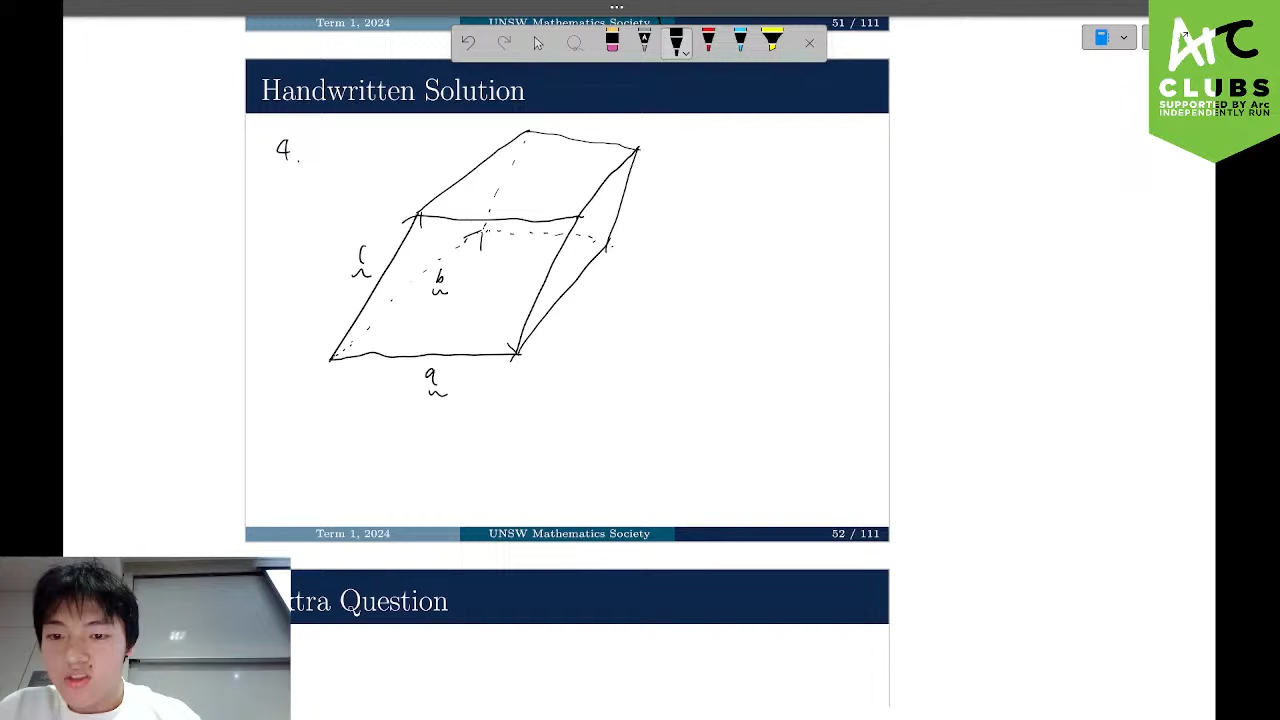 Term 1, 2024 UNSW Mathematics Society 51 / 111
Handwritten Solution
4.
c
b
a
Term 1, 2024 UNSW Mathematics Society 52 / 111
xtra Question
Arc
CLUBS
SUPPORTED BY Arc
INDEPENDENTLY RUN